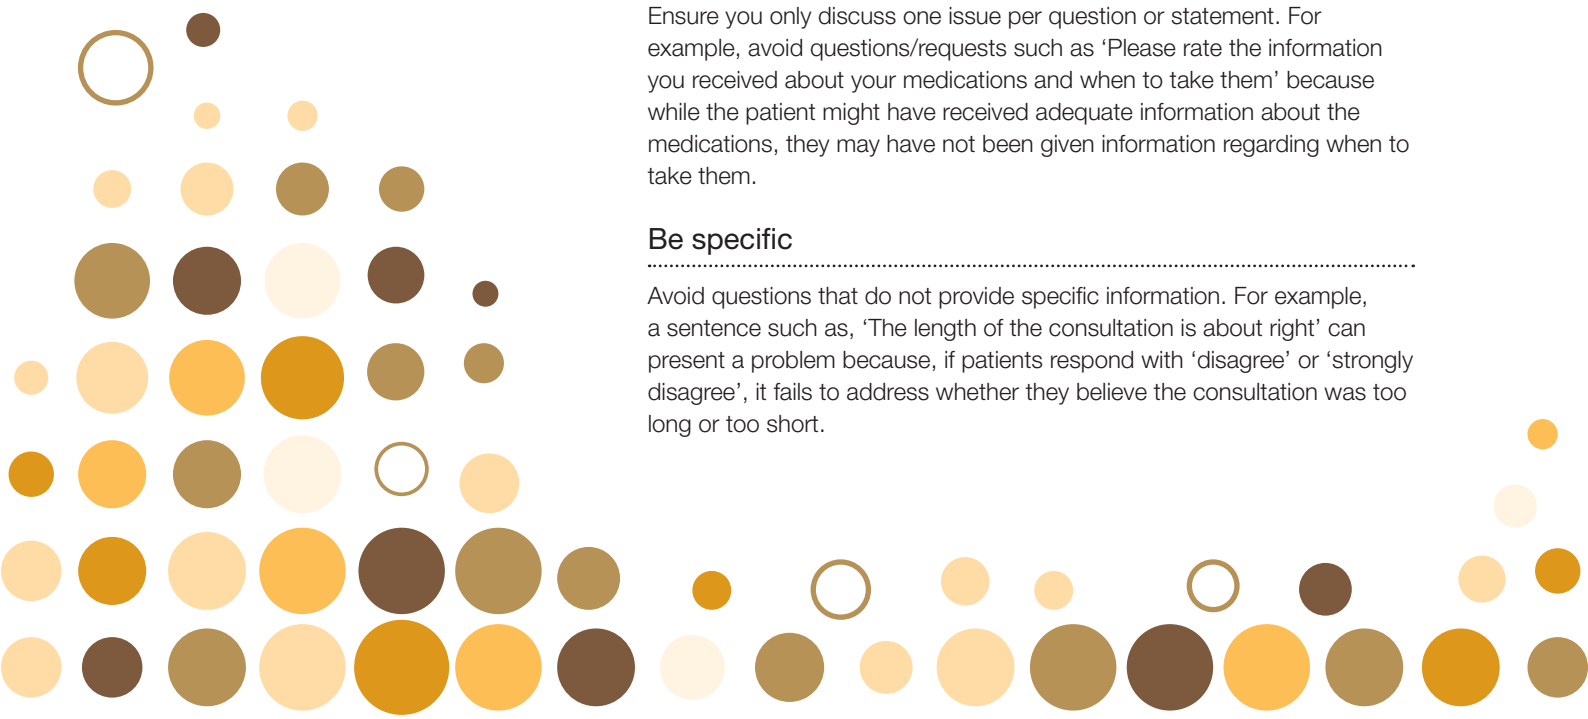 Ensure you only discuss one issue per question or statement. For
example, avoid questions/requests such as ‘Please rate the information
you received about your medications and when to take them’ because
while the patient might have received adequate information about the
medications, they may have not been given information regarding when to
take them.
Be specific
Avoid questions that do not provide specific information. For example,
a sentence such as, ‘The length of the consultation is about right’ can
present a problem because, if patients respond with ‘disagree’ or ‘strongly
disagree’, it fails to address whether they believe the consultation was too
long or too short.